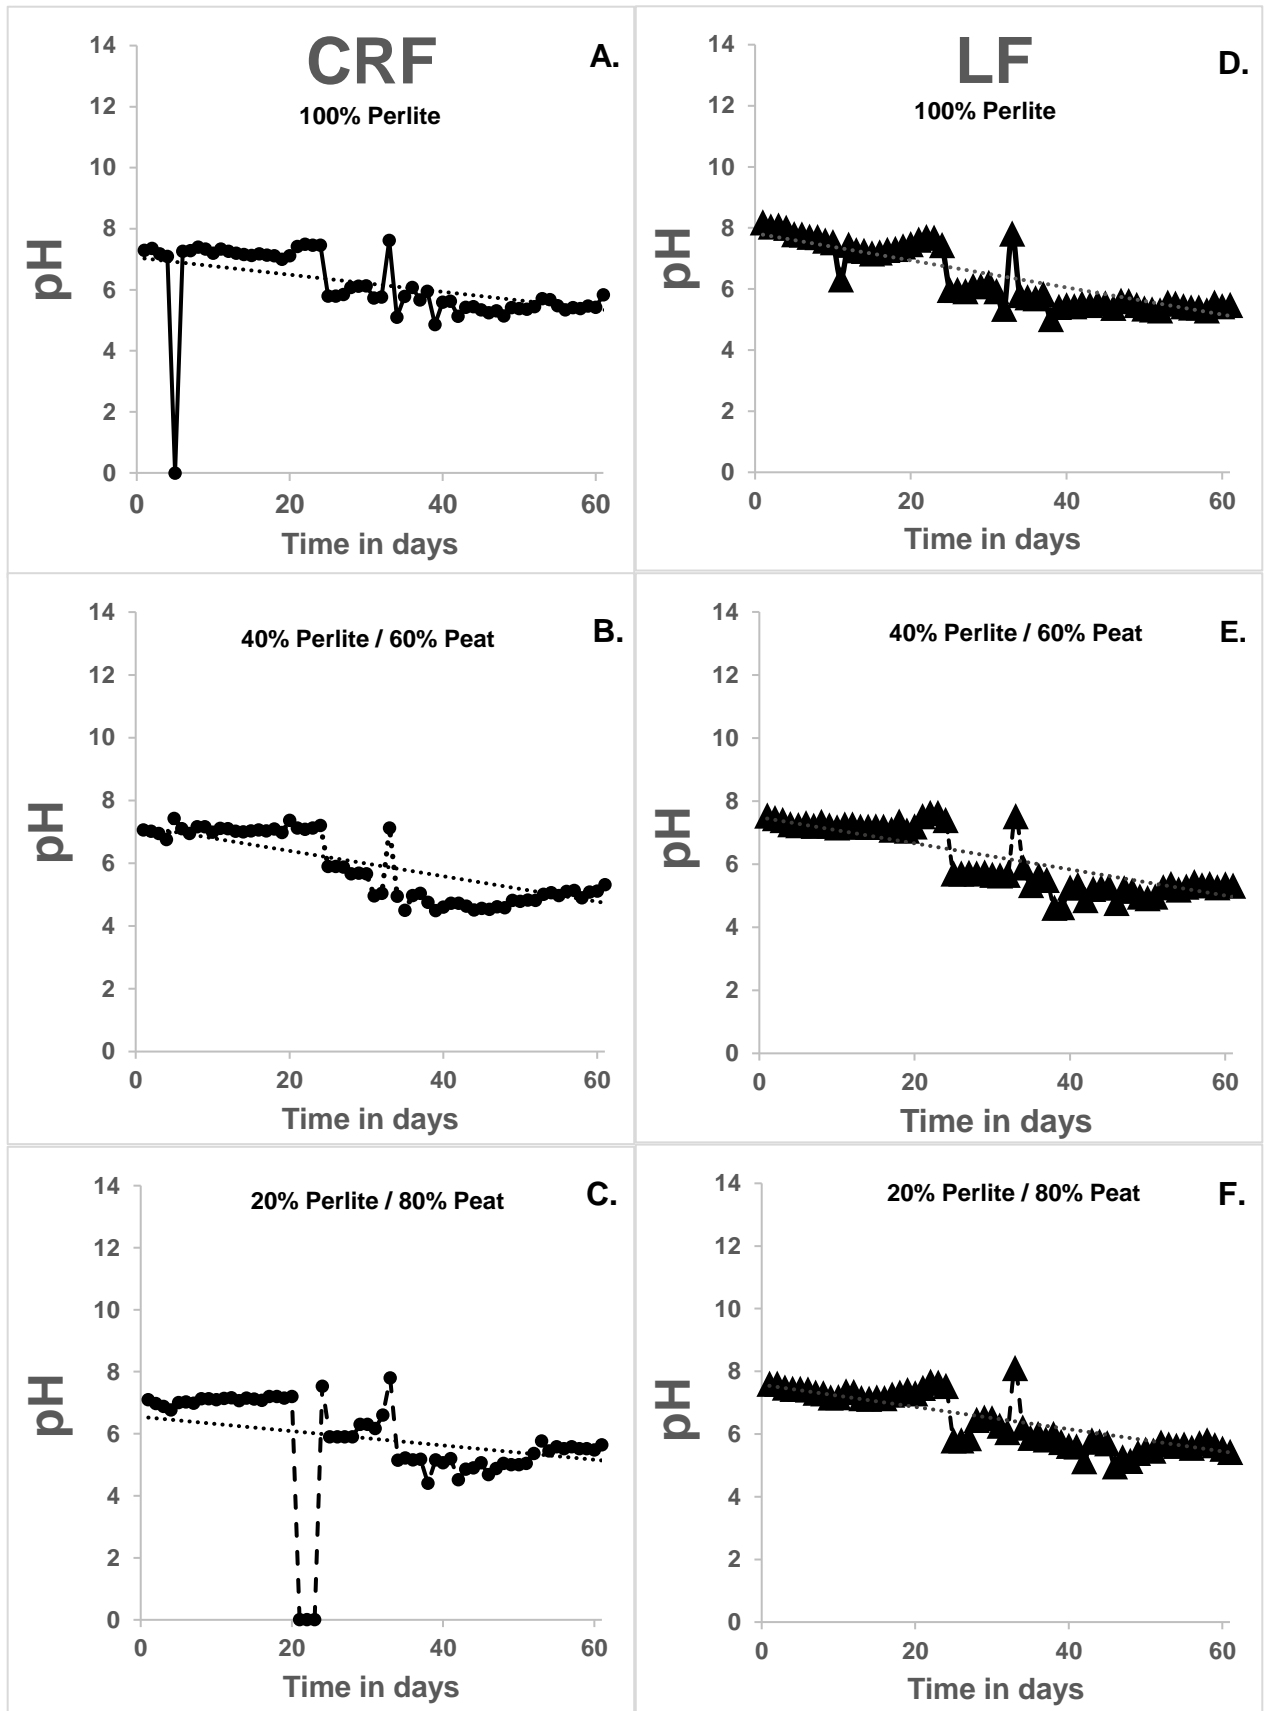 CRF
A.
100% Perlite
14
12
10
8
6
4
2
0
pH
0 20 40 60
Time in days
LF
D.
100% Perlite
14
12
10
8
6
4
2
0
pH
0 20 40 60
Time in days
40% Perlite / 60% Peat
B.
14
12
10
8
6
4
2
0
pH
0 20 40 60
Time in days
40% Perlite / 60% Peat
E.
14
12
10
8
6
4
2
0
pH
0 20 40 60
Time in days
20% Perlite / 80% Peat
C.
14
12
10
8
6
4
2
0
pH
0 20 40 60
Time in days
20% Perlite / 80% Peat
F.
14
12
10
8
6
4
2
0
pH
0 20 40 60
Time in days